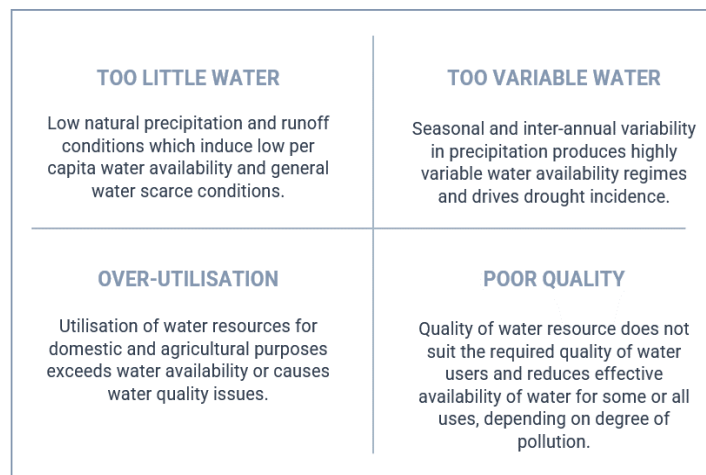 TOO LITTLE WATER
Low natural precipitation and runoff
conditions which induce low per
capita water availability and general
water scarce conditions.
TOO VARIABLE WATER
Seasonal and inter-annual variability
in precipitation produces highly
variable water availability regimes
and drives drought incidence.
OVER-UTILISATION
Utilisation of water resources for
domestic and agricultural purposes
exceeds water availability or causes
water quality issues.
POOR QUALITY
Quality of water resource does not
suit the required quality of water
users and reduces effective
availability of water for some or all
uses, depending on degree of
pollution.